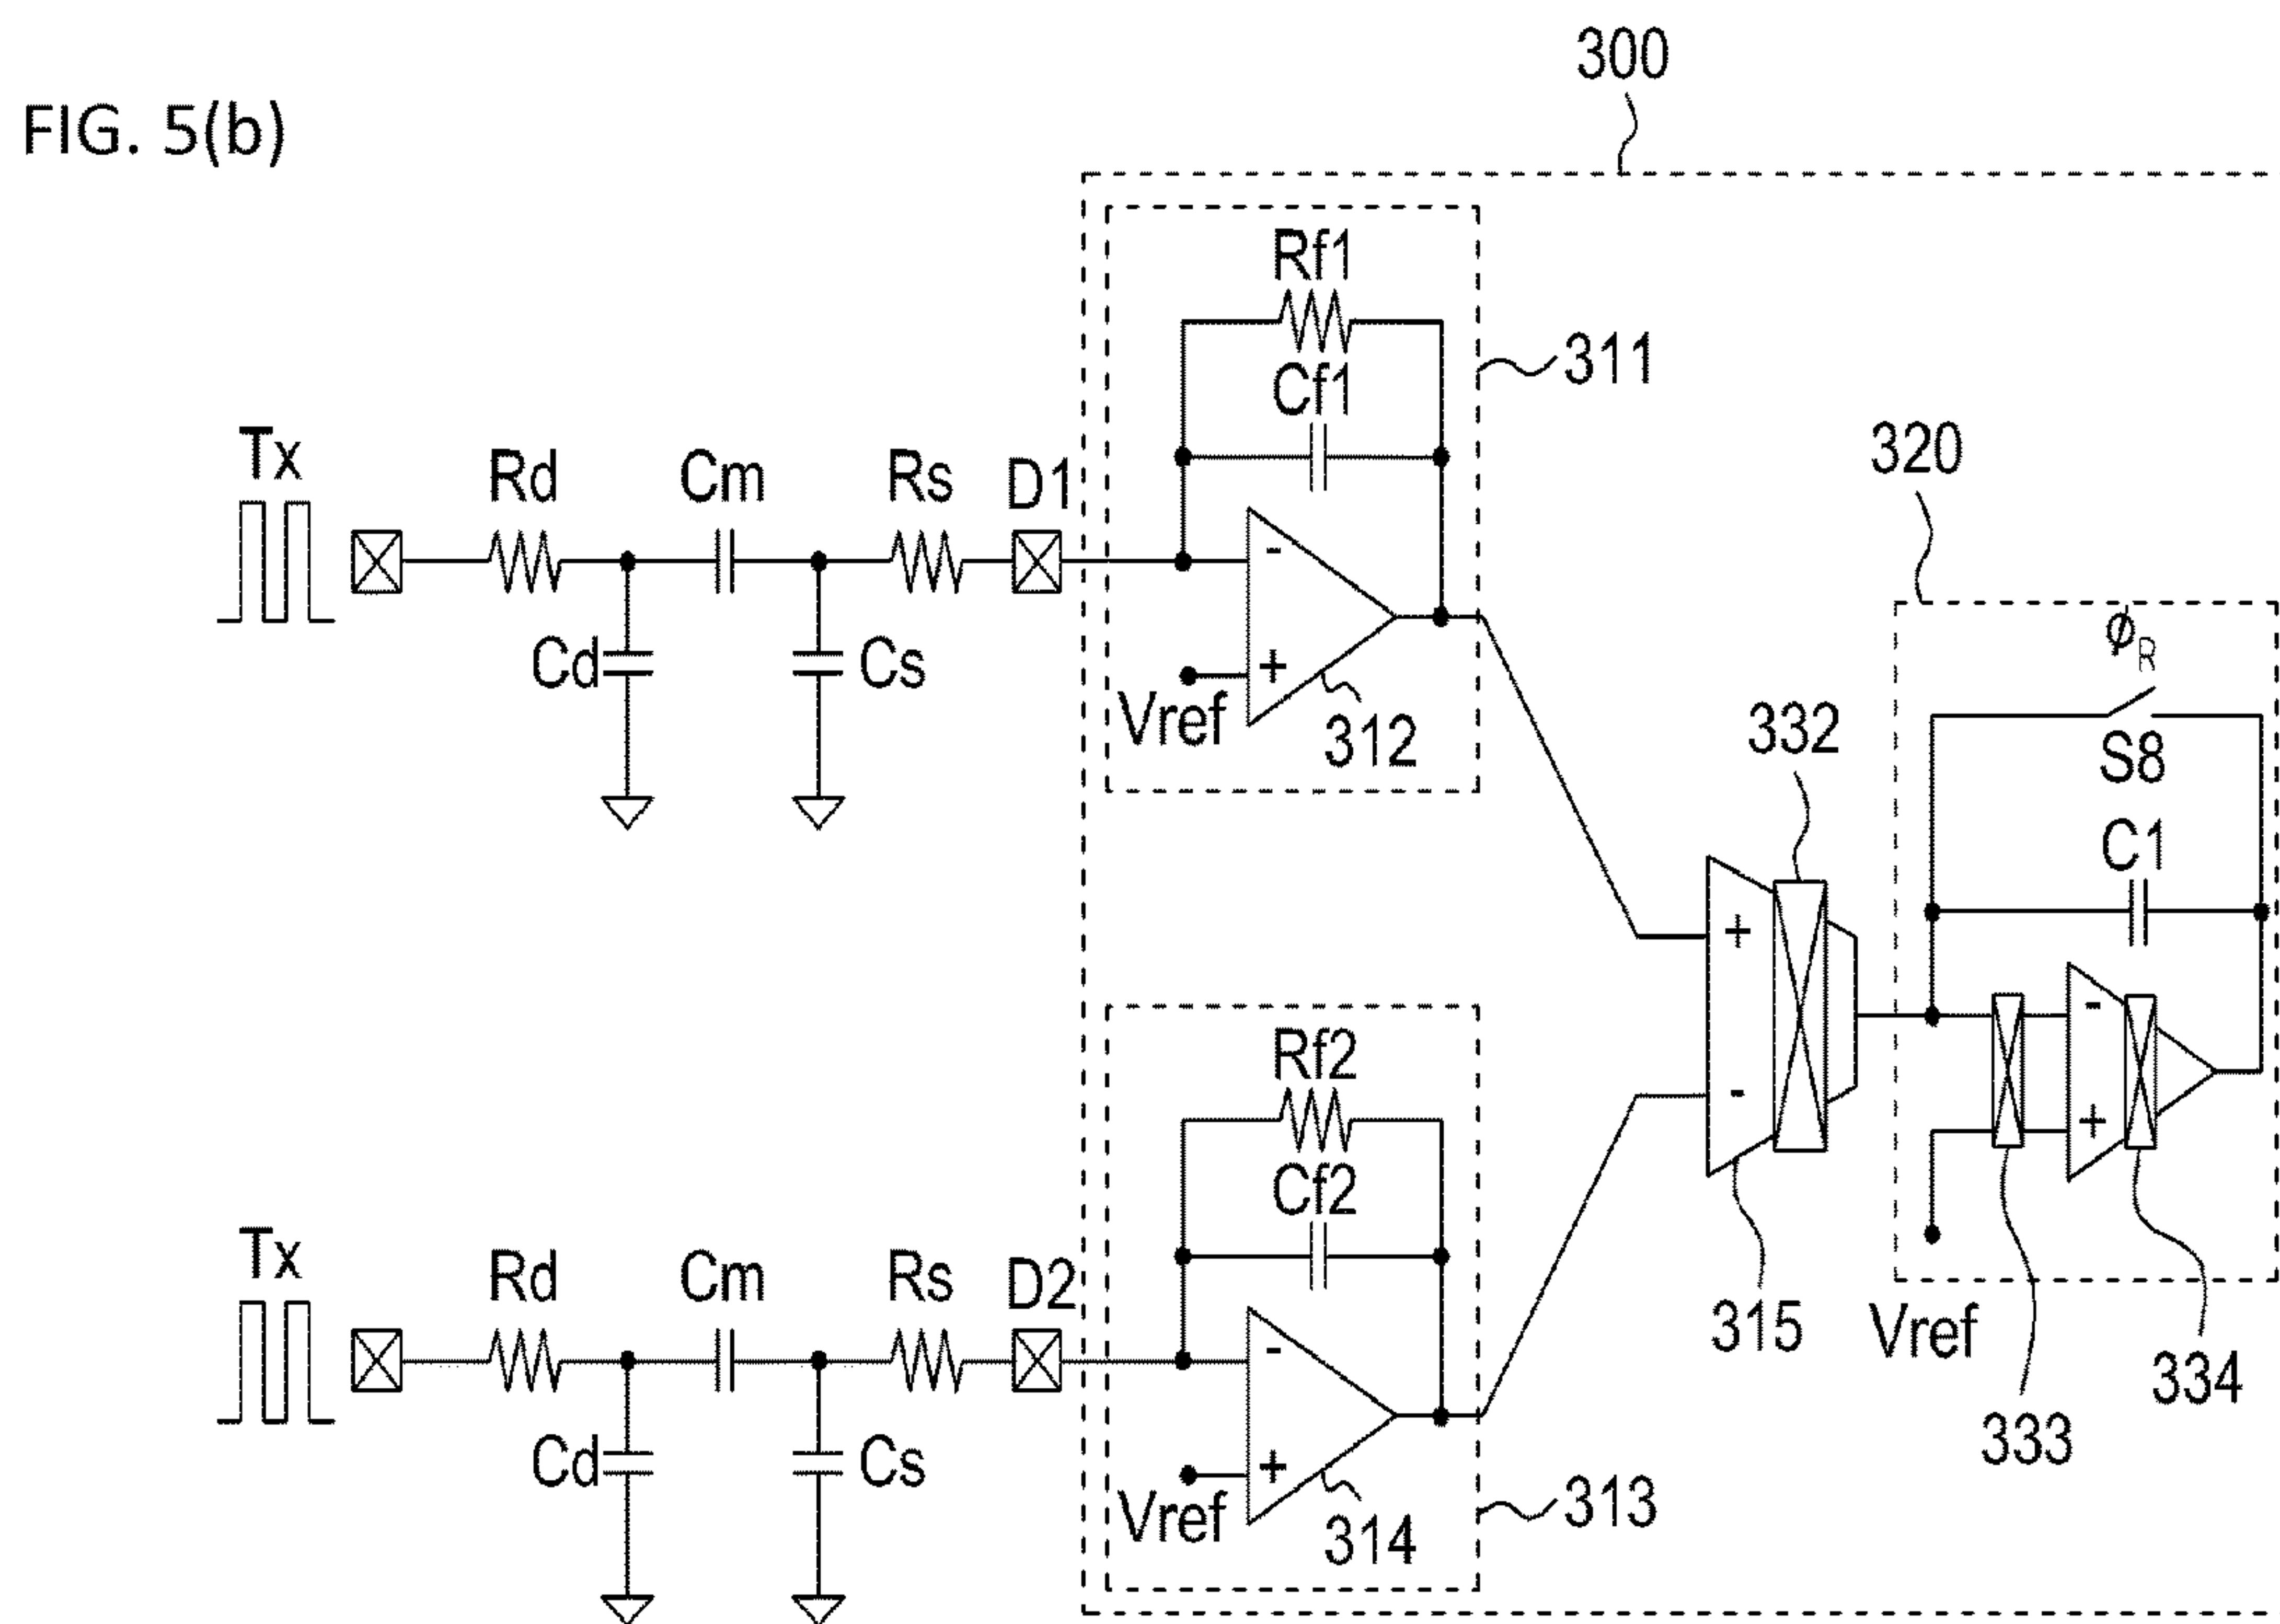 FIG. 5(b)
300
Rf1
311
Cf1
Tx
Rd
Cm
Rs
D1
320
-
Cd
Cs
+
Vref
312
ϕR
332
S8
C1
+
-
-
+
Rf2
Cf2
Tx
Rd
Cm
Rs
D2
315
Vref
334
-
333
Cd
Cs
+
Vref
314
313